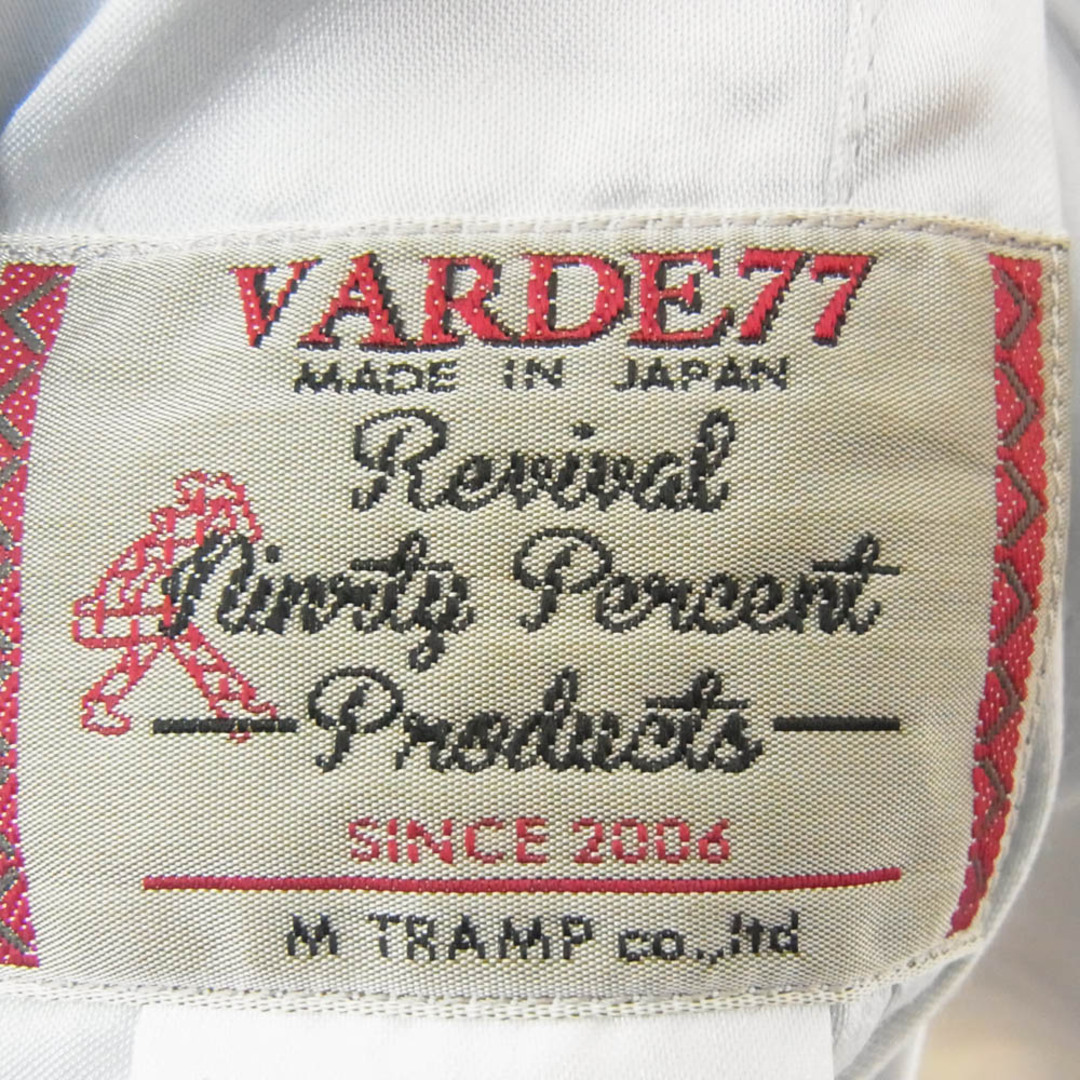 VARDE77
MADE IN JAPAN
Revival
Ninety Percent
Products
SINCE 2006
M TRAMP co.,ltd